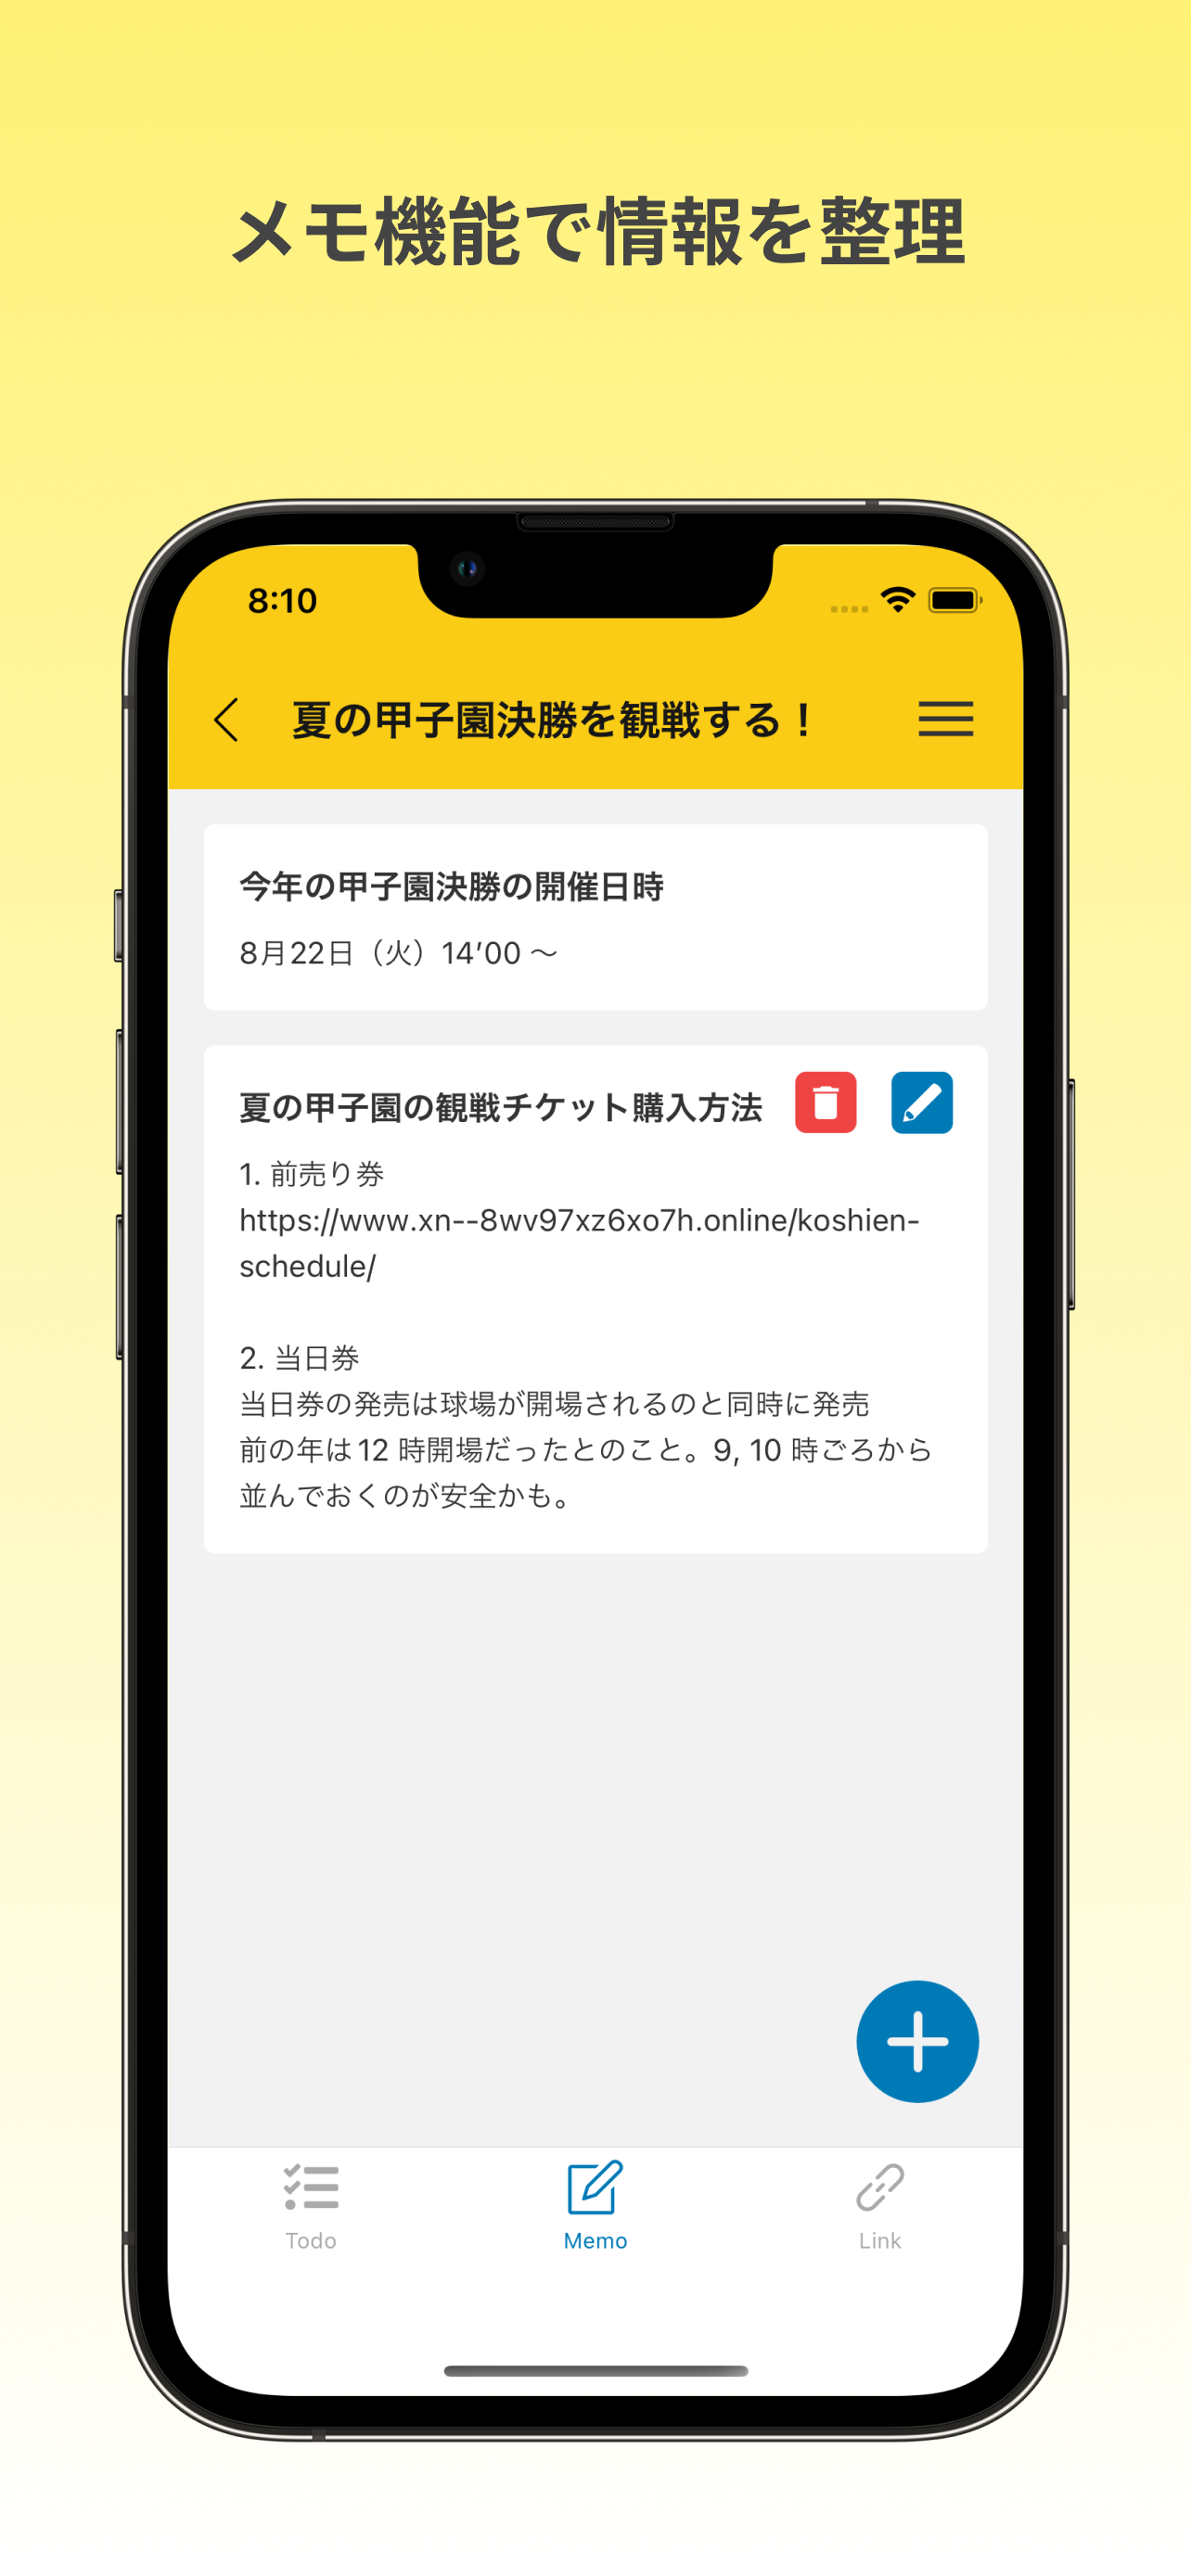 メモ機能で情報を整理
8:10
夏の甲子園決勝を観戦する！
今年の甲子園決勝の開催日時
8月22日（火）14’00 〜
夏の甲子園の観戦チケット購入方法
1. 前売り券
https://www.xn--8wv97xz6xo7h.online/koshien-
schedule/
2. 当日券
当日券の発売は球場が開場されるのと同時に発売
前の年は 12 時開場だったとのこと。9, 10 時ごろから
並んでおくのが安全かも。
Todo
Memo
Link